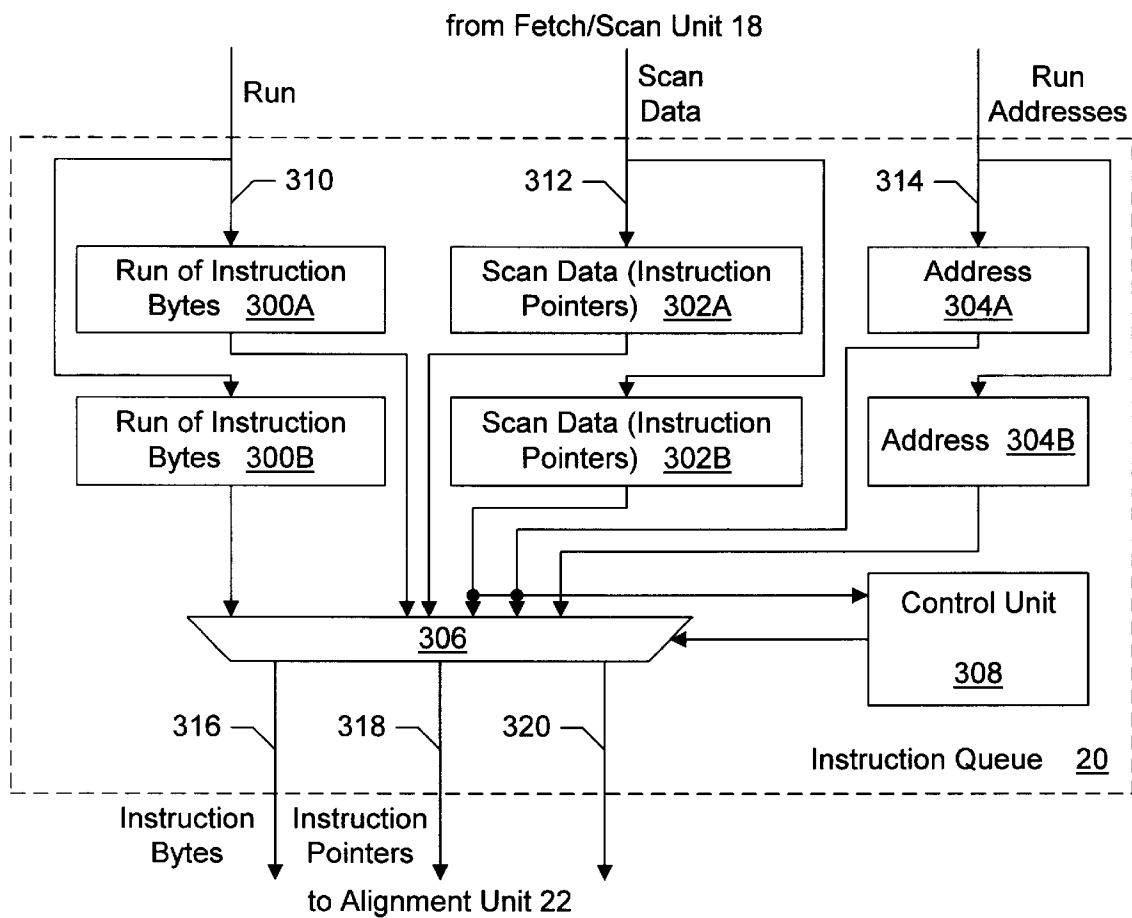 from Fetch/Scan Unit 18
Run
Scan
Data
Run
Addresses
310
312
314
Run of Instruction
Bytes 300A
Scan Data (Instruction
Pointers) 302A
Address
304A
Run of Instruction
Bytes 300B
Scan Data (Instruction
Pointers) 302B
Address 304B
306
Control Unit
308
316
318
320
Instruction Queue 20
Instruction
Bytes
Instruction
Pointers
to Alignment Unit 22